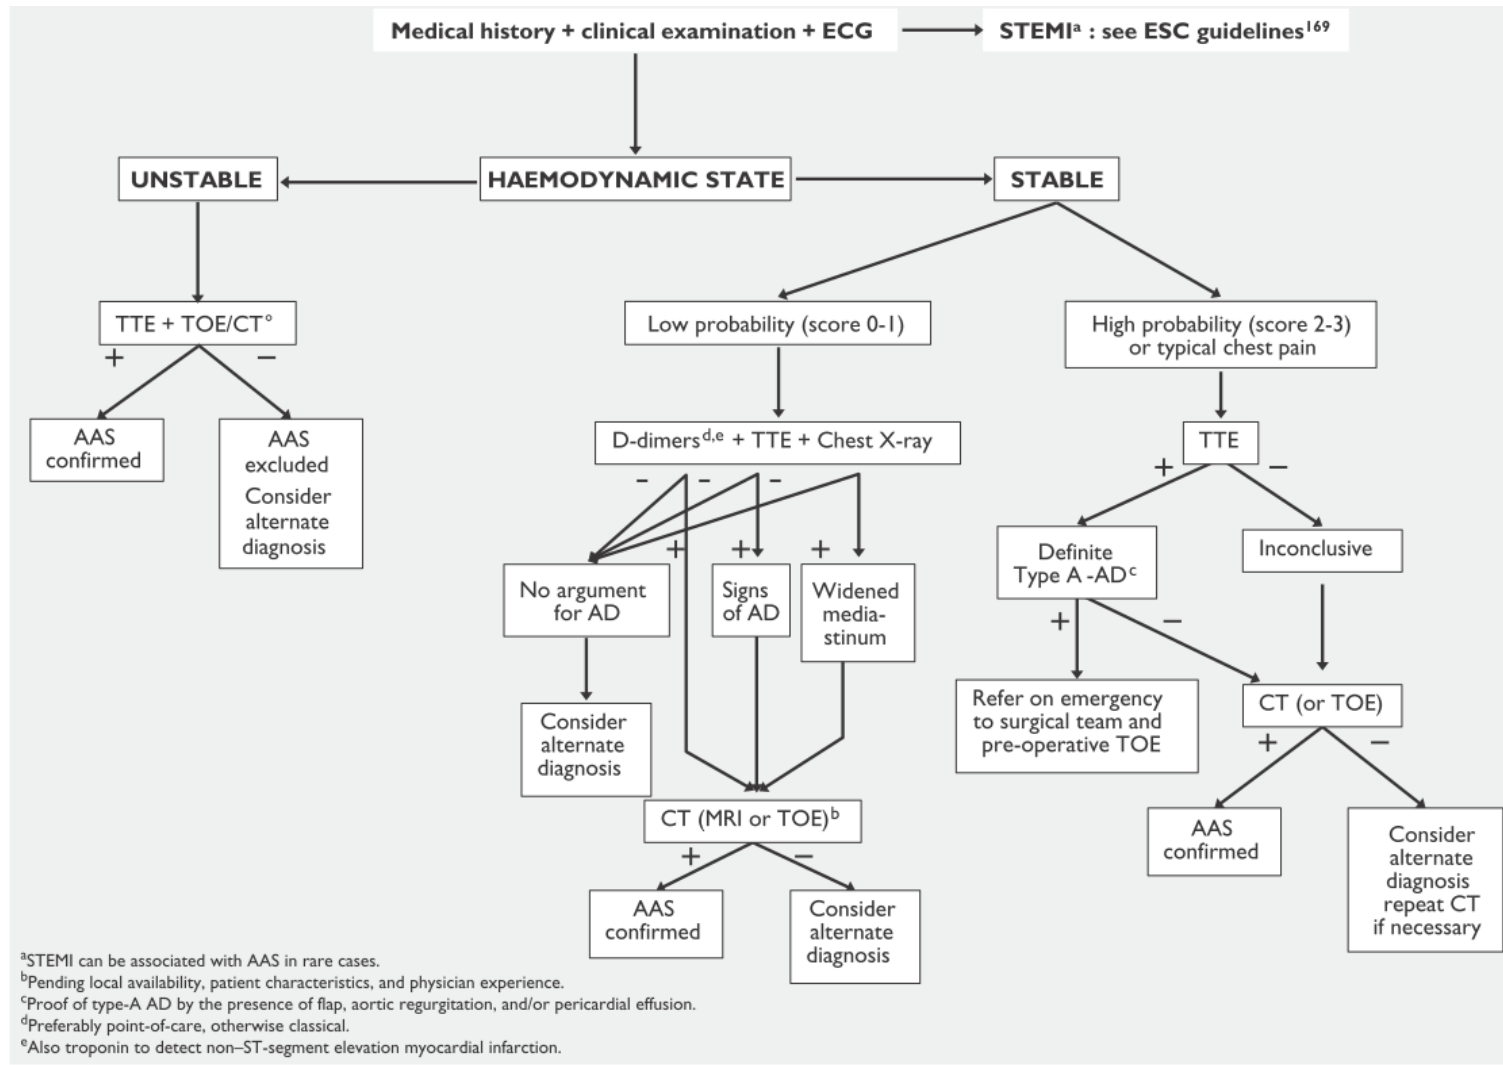 Medical history + clinical examination + ECG
STEMIᵃ : see ESC guidelines¹⁶⁹
UNSTABLE
HAEMODYNAMIC STATE
STABLE
TTE + TOE/CT°
Low probability (score 0-1)
High probability (score 2-3)
or typical chest pain
+
–
AAS
confirmed
AAS
excluded
Consider
alternate
diagnosis
D-dimersᵈ,ᵉ + TTE + Chest X-ray
TTE
-
-
-
+
+
+
No argument
for AD
Signs
of AD
Widened
media-
stinum
Consider
alternate
diagnosis
CT (MRI or TOE)ᵇ
+
–
AAS
confirmed
Consider
alternate
diagnosis
+
–
Definite
Type A -ADᶜ
Inconclusive
+
–
Refer on emergency
to surgical team and
pre-operative TOE
CT (or TOE)
+
–
AAS
confirmed
Consider
alternate
diagnosis
repeat CT
if necessary
ᵃSTEMI can be associated with AAS in rare cases.
ᵇPending local availability, patient characteristics, and physician experience.
ᶜProof of type-A AD by the presence of flap, aortic regurgitation, and/or pericardial effusion.
ᵈPreferably point-of-care, otherwise classical.
ᵉAlso troponin to detect non–ST-segment elevation myocardial infarction.